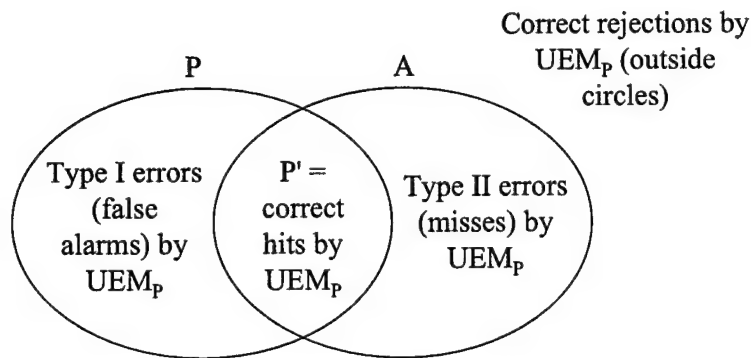 Correct rejections by
UEMP (outside
circles)
P
A
Type I errors
(false
alarms) by
UEMP
P' =
correct
hits by
UEMP
Type II errors
(misses) by
UEMP